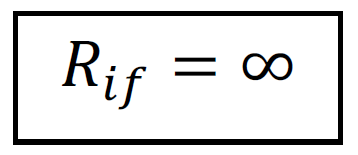 R_{if} = ∞